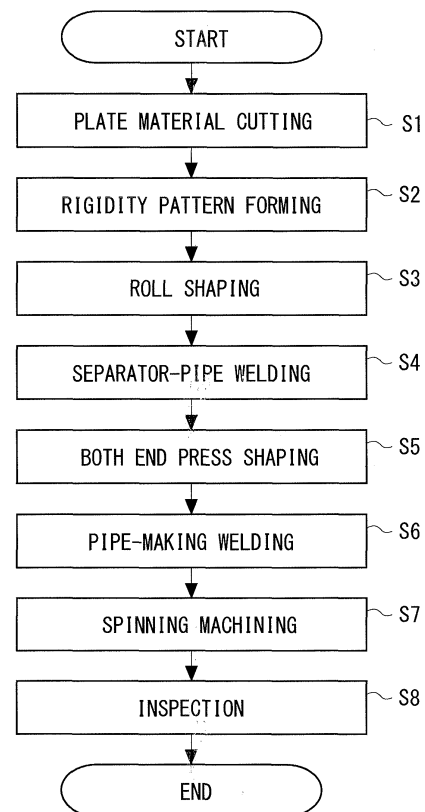 START
PLATE MATERIAL CUTTING
S1
RIGIDITY PATTERN FORMING
S2
ROLL SHAPING
S3
SEPARATOR-PIPE WELDING
S4
BOTH END PRESS SHAPING
S5
PIPE-MAKING WELDING
S6
SPINNING MACHINING
S7
INSPECTION
S8
END